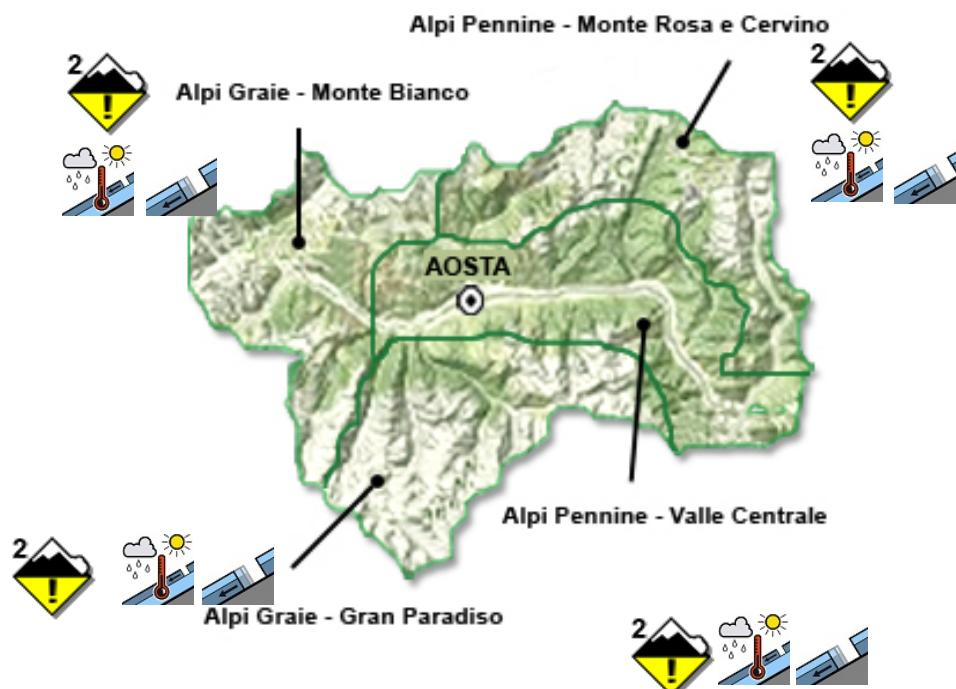 Alpi Pennine - Monte Rosa e Cervino
2
2
Alpi Graie - Monte Bianco
!
!
AOSTA
Alpi Pennine - Valle Centrale
2
!
Alpi Graie - Gran Paradiso
2
!